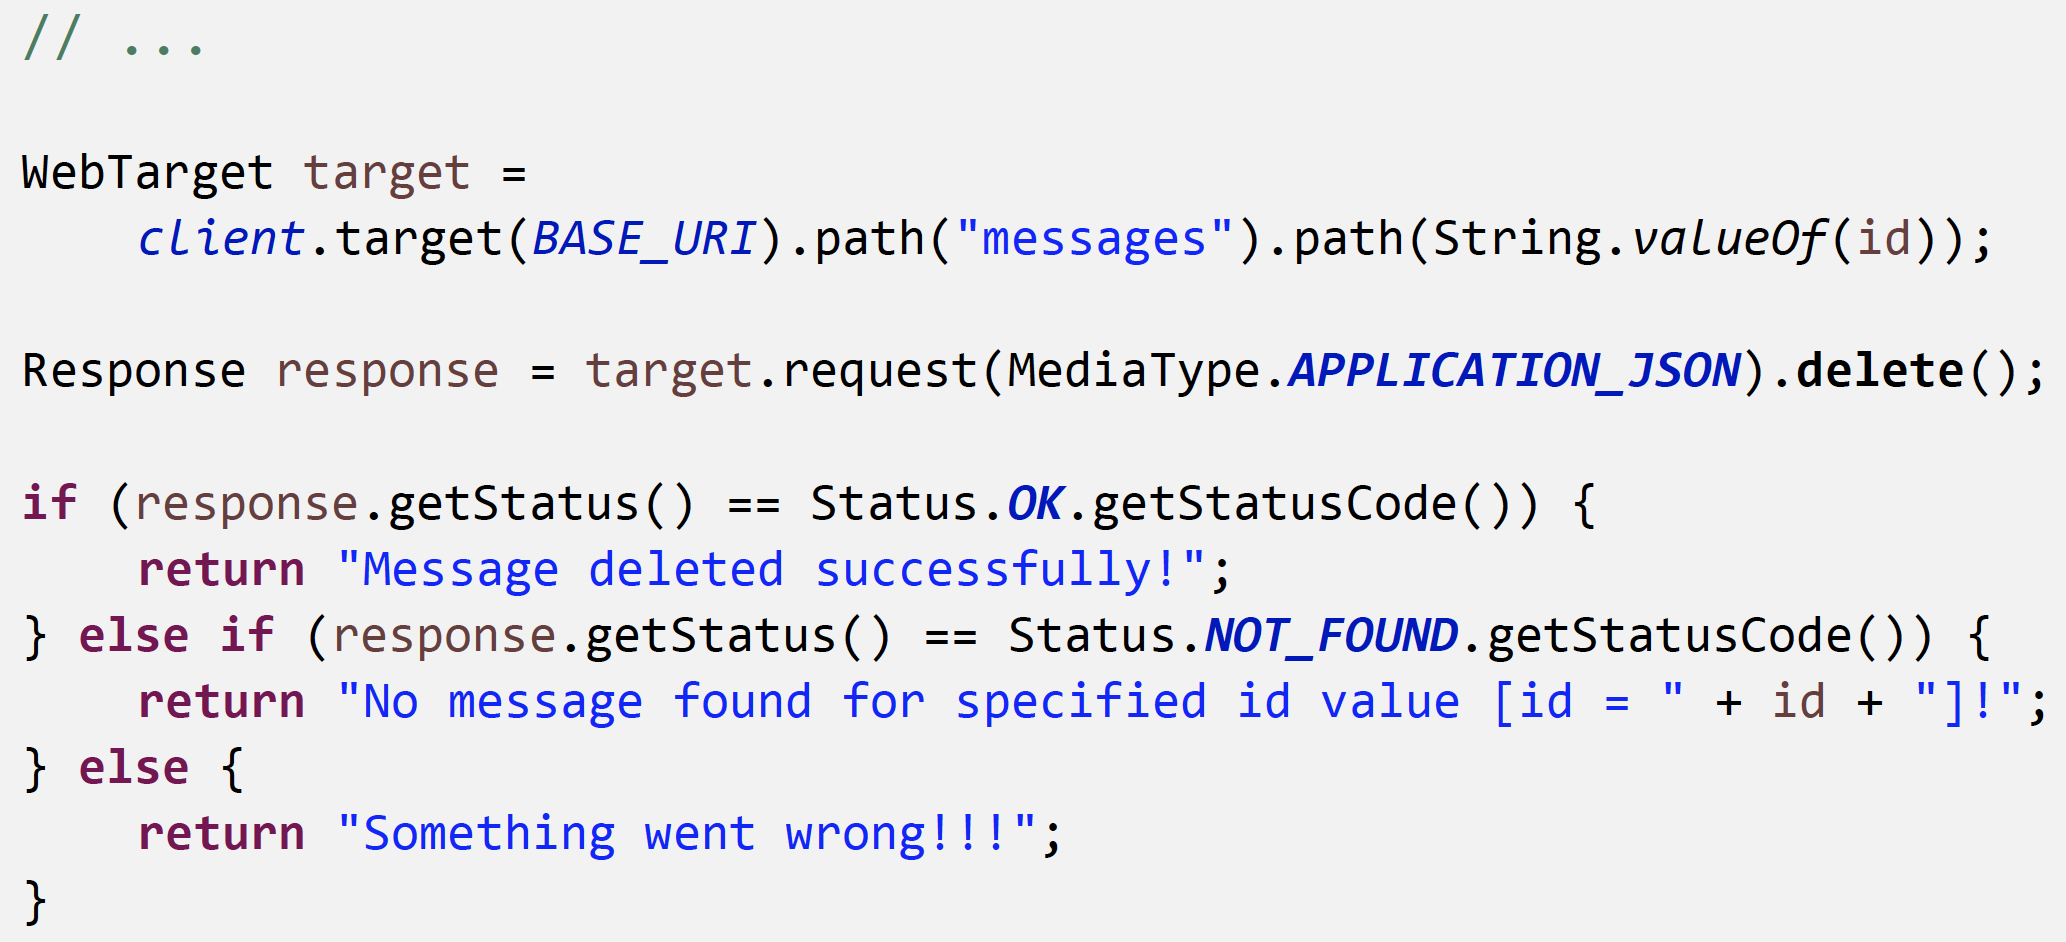 // ...
WebTarget target =
    client.target(BASE_URI).path("messages").path(String.valueOf(id));
Response response = target.request(MediaType.APPLICATION_JSON).delete();
if (response.getStatus() == Status.OK.getStatusCode()) {
    return "Message deleted successfully!";
} else if (response.getStatus() == Status.NOT_FOUND.getStatusCode()) {
    return "No message found for specified id value [id = " + id + "]!";
} else {
    return "Something went wrong!!!";
}